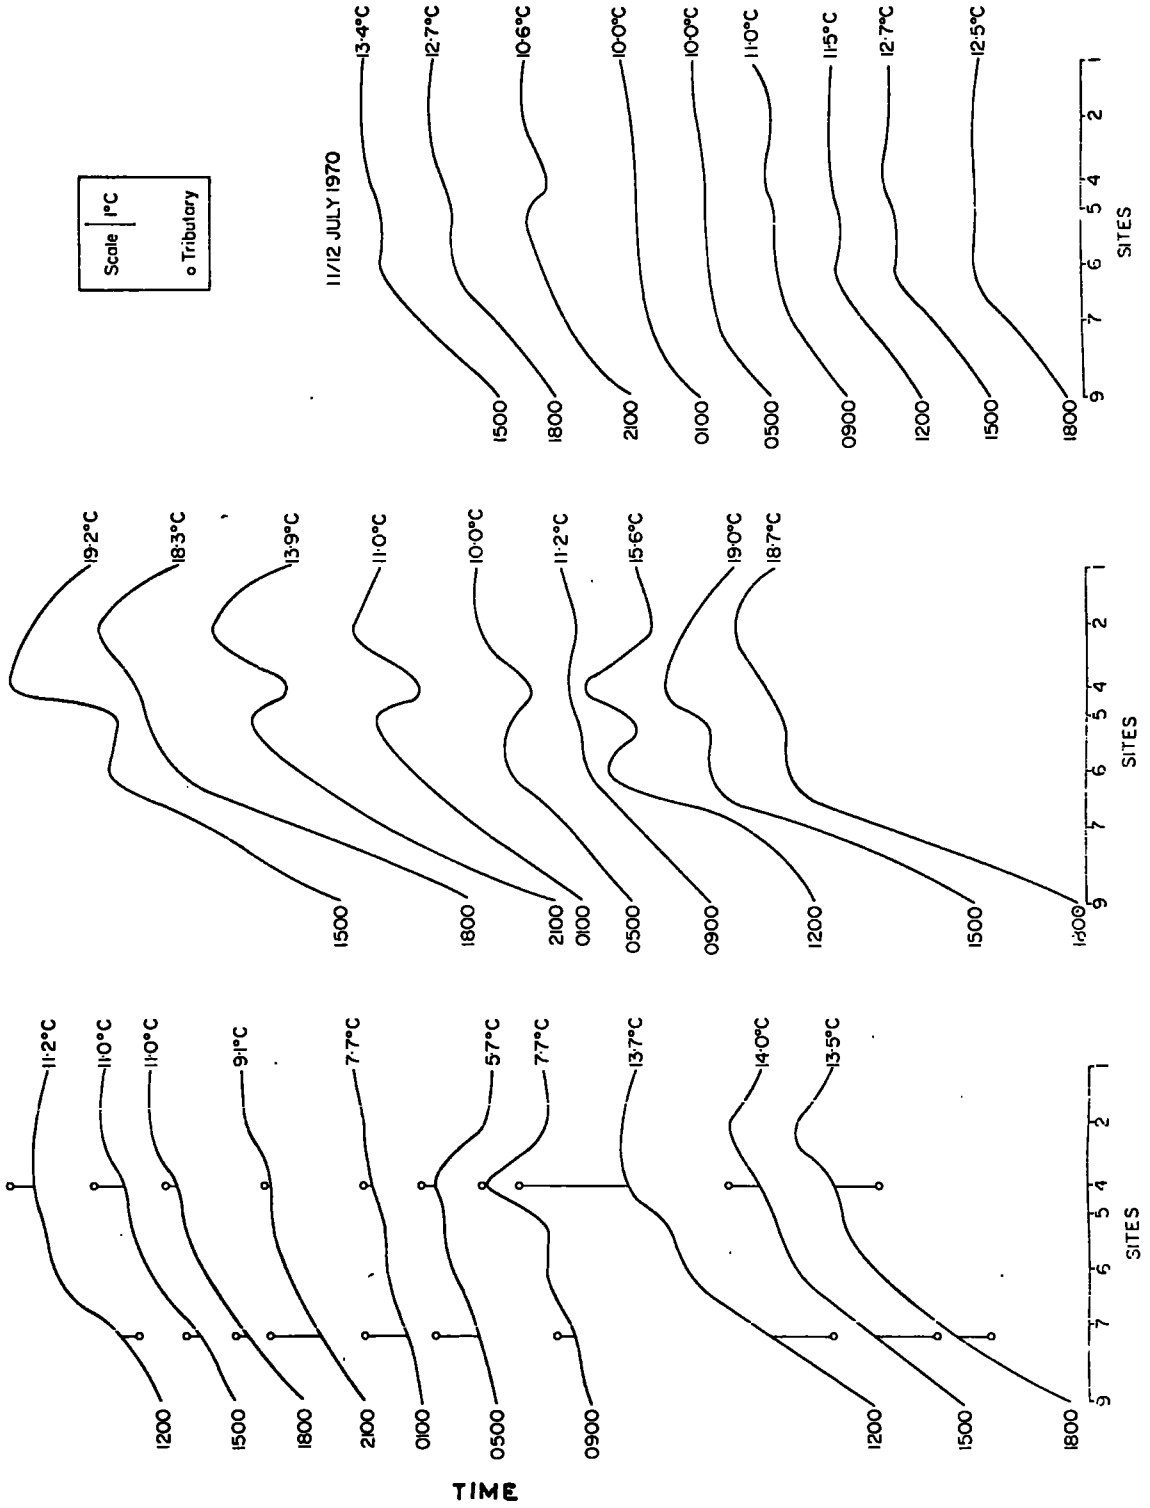 TIME
1200
1500
1800
2100
0100
0500
0900
1200
1500
1800
11·2°C
11·0°C
11·0°C
9·1°C
7·7°C
5·7°C
7·7°C
13·7°C
14·0°C
13·5°C
9 7 6 5 4 2 1
SITES
1500
1800
2100
0100
0500
0900
1200
1500
1800
19·2°C
18·3°C
13·9°C
11·0°C
10·0°C
11·2°C
15·6°C
19·0°C
18·7°C
9 7 6 5 4 2 1
SITES
Scale 1°C
Tributary
11/12 JULY 1970
1500
1800
2100
0100
0500
0900
1200
1500
1800
13·4°C
12·7°C
10·6°C
10·0°C
10·0°C
11·0°C
11·5°C
12·7°C
12·5°C
9 7 6 5 4 2 1
SITES